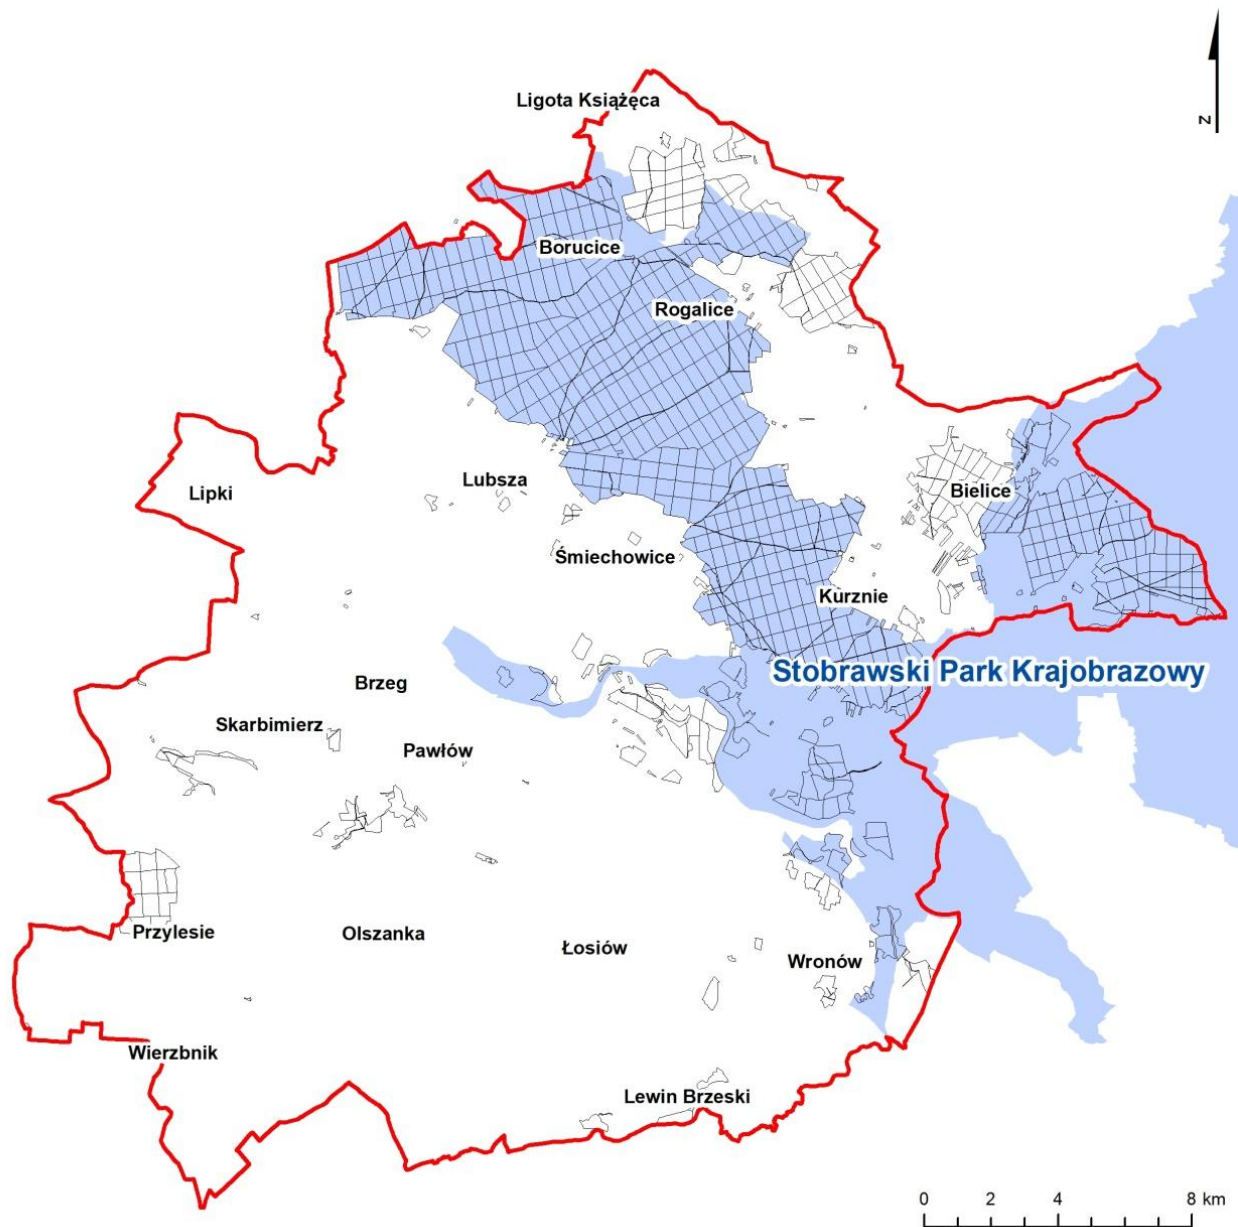 Ligota Książęca
z
Borucice
Rogalice
Lubsza
Lipki
Bielice
Śmiechowice
Kurznie
Stobrawski Park Krajobrazowy
Brzeg
Skarbimierz
Pawłów
Przylesie
Olszanka
Łosiów
Wronów
Wierzbnik
Lewin Brzeski
0 2 4 8 km